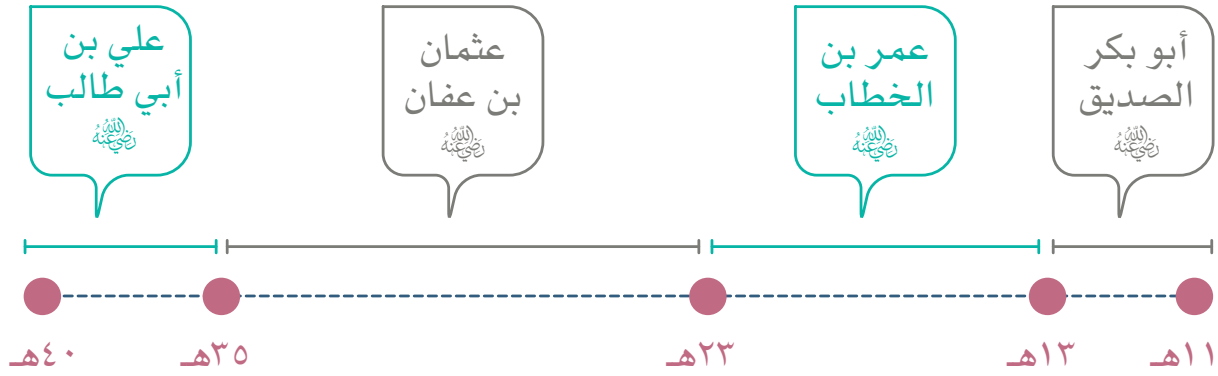 أبو بكر
الصديق
رضي الله عنه
عمر بن
الخطاب
رضي الله عنه
عثمان
بن عفان
رضي الله عنه
علي بن
أبي طالب
رضي الله عنه
١١هـ
١٣هـ
٢٣هـ
٣٥هـ
٤٠هـ